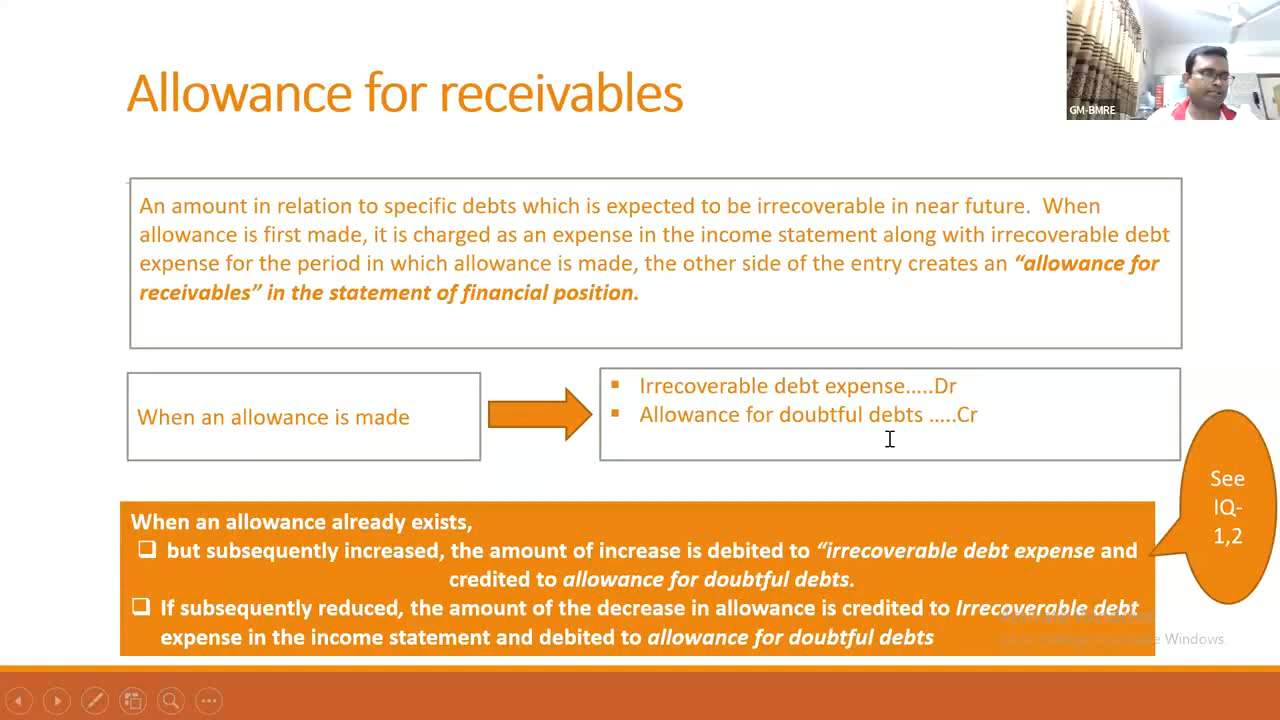 Allowance for receivables
GM-BMRE
An amount in relation to specific debts which is expected to be irrecoverable in near future. When
allowance is first made, it is charged as an expense in the income statement along with irrecoverable debt
expense for the period in which allowance is made, the other side of the entry creates an “allowance for
receivables” in the statement of financial position.
When an allowance is made
▪ Irrecoverable debt expense…..Dr
▪ Allowance for doubtful debts …..Cr
See
IQ-
1,2
When an allowance already exists,
❑ but subsequently increased, the amount of increase is debited to “irrecoverable debt expense and
credited to allowance for doubtful debts.
❑ If subsequently reduced, the amount of the decrease in allowance is credited to Irrecoverable debt
expense in the income statement and debited to allowance for doubtful debts
Windows.